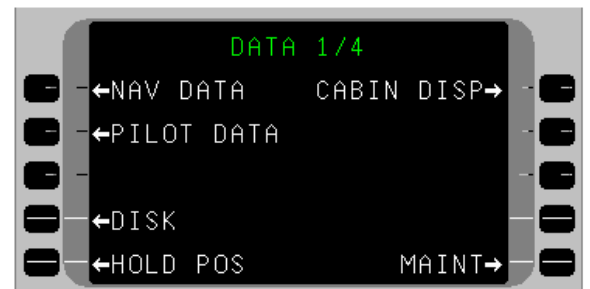 DATA 1/4
←NAV DATA CABIN DISP→
←PILOT DATA
←DISK
←HOLD POS MAINT→